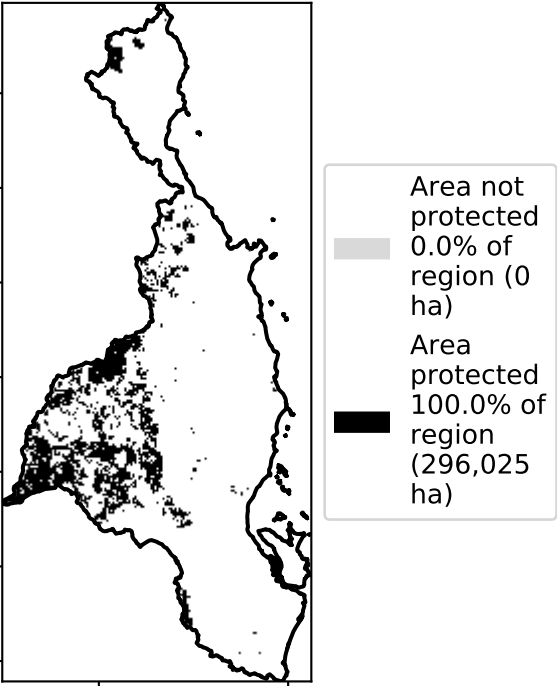 Area not
protected
0.0% of
region (0
ha)
Area
protected
100.0% of
region
(296,025
ha)